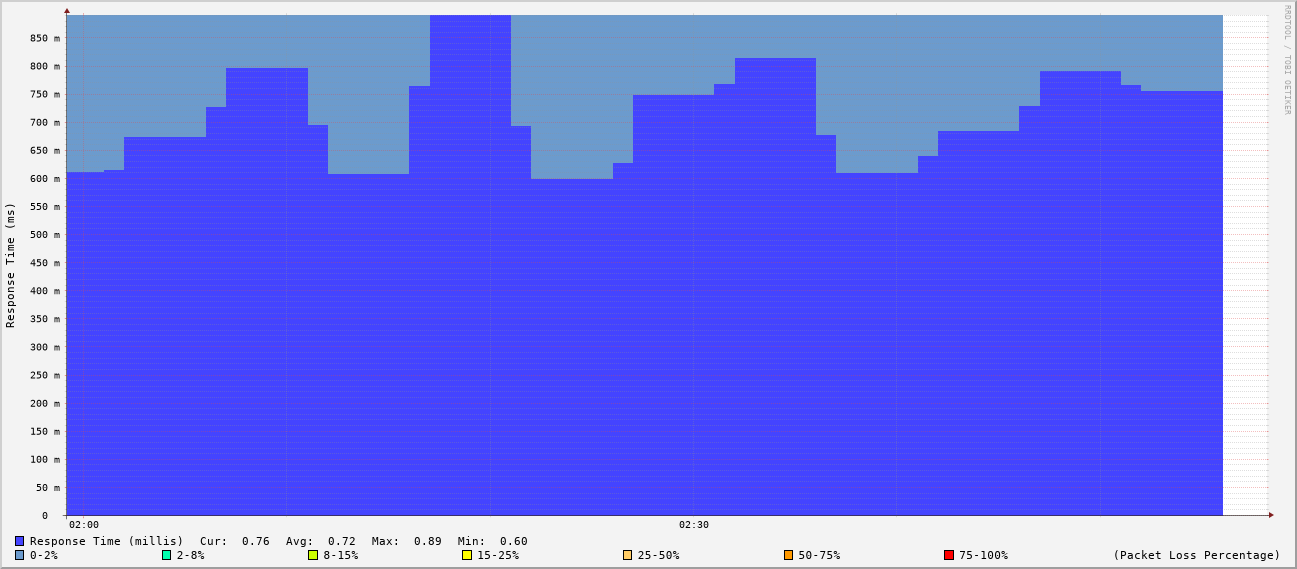 RRDTOOL / TOBI OETIKER
Response Time (ms)
850 m
800 m
750 m
700 m
650 m
600 m
550 m
500 m
450 m
400 m
350 m
300 m
250 m
200 m
150 m
100 m
50 m
0
02:00 02:30
Response Time (millis) Cur: 0.76 Avg: 0.72 Max: 0.89 Min: 0.60
0-2% 2-8% 8-15% 15-25% 25-50% 50-75% 75-100% (Packet Loss Percentage)